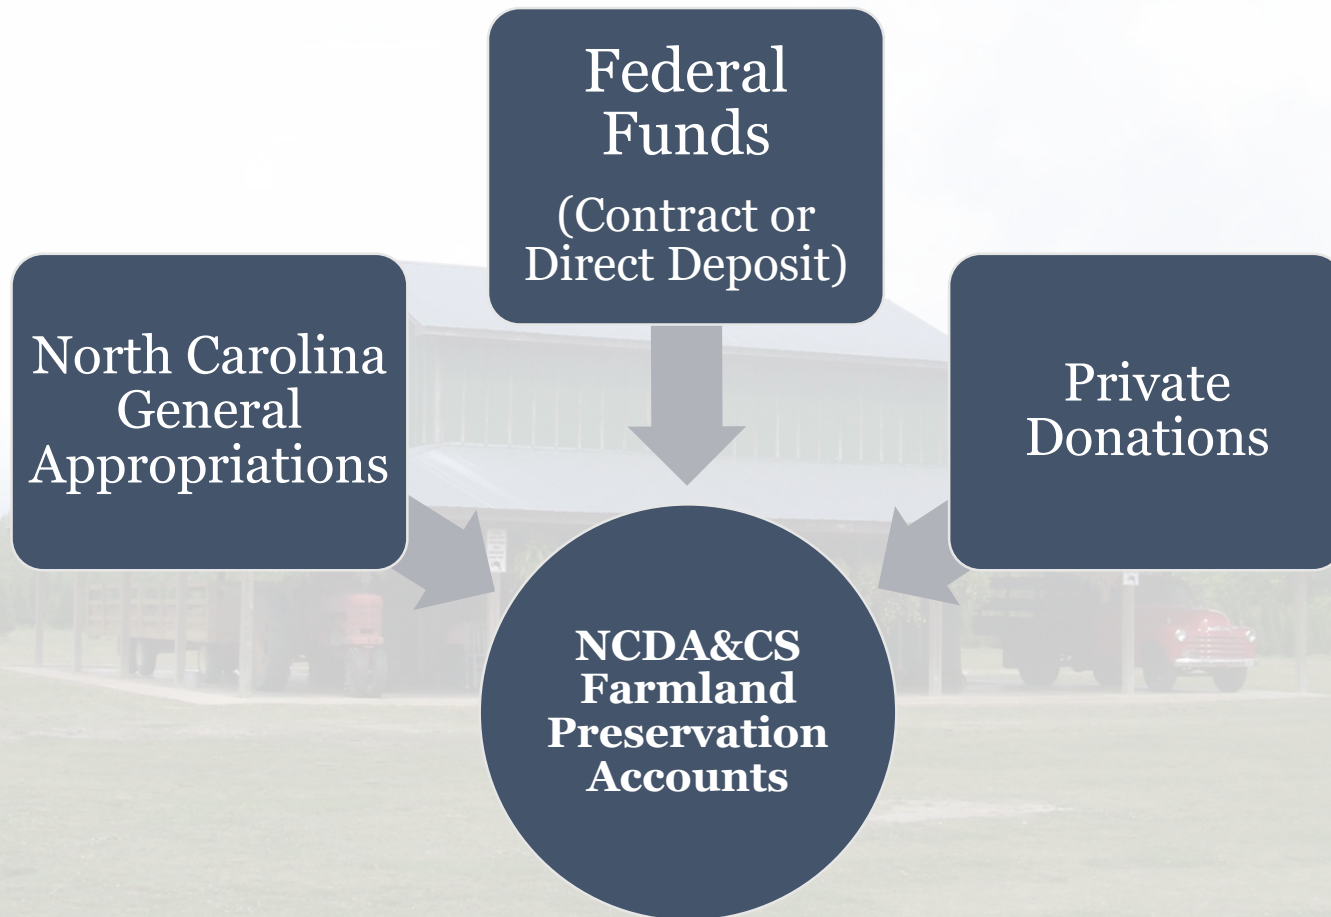 Federal
Funds
(Contract or
Direct Deposit)
North Carolina
General
Appropriations
Private
Donations
NCDA&CS
Farmland
Preservation
Accounts